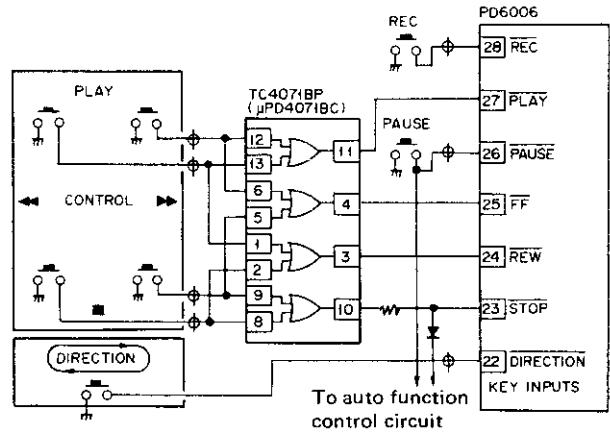 PD6006
REC
28 REC
TC4071BP
(μPD4071BC)
PLAY
27 PLAY
12
13
11
PAUSE
26 PAUSE
6
5
4
25 FF
CONTROL
1
2
3
24 REW
9
8
10
23 STOP
DIRECTION
22 DIRECTION
KEY INPUTS
To auto function
control circuit